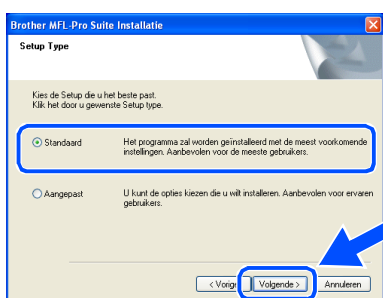 Brother MFL-Pro Suite Installatie
Setup Type
Kies de Setup die u het beste past.
Klik het door u gewenste Setup type.
Standaard
Het programma zal worden geïnstalleerd met de meest voorkomende
instellingen. Aanbevolen voor de meeste gebruikers.
Aangepast
U kunt de opties kiezen die u wilt installeren. Aanbevolen voor ervaren
gebruikers.
< Vorige
Volgende >
Annuleren